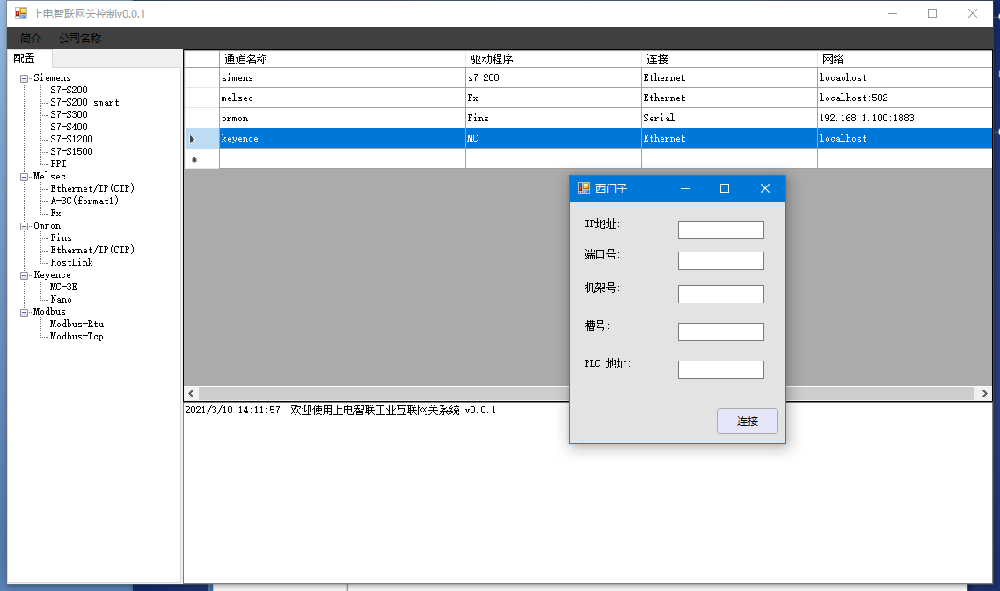 上电智联网关控制v0.0.1
简介 公司名称
配置
Siemens
S7-S200
S7-S200 smart
S7-S300
S7-S400
S7-S1200
S7-S1500
PPI
Melsec
Ethernet/IP(CIP)
A-3C(format1)
Fx
Omron
Fins
Ethernet/IP(CIP)
HostLink
Keyence
MC-3E
Nano
Modbus
Modbus-Rtu
Modbus-Tcp
通道名称 驱动程序 连接 网络
simens s7-200 Ethernet locaohost
melsec Fx Ethernet localhost:502
ormon Fins Serial 192.168.1.100:1883
keyence MC Ethernet localhost
西门子
IP地址:
端口号:
机架号:
槽号:
PLC 地址:
连接
2021/3/10 14:11:57 欢迎使用上电智联工业互联网关系统 v0.0.1